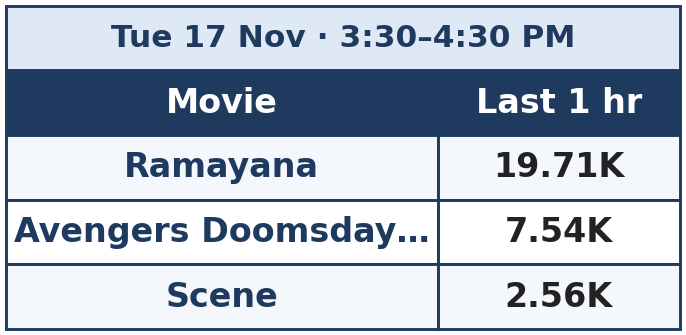 Tue 17 Nov · 3:30–4:30 PM
Movie Last 1 hr
Ramayana 19.71K
Avengers Doomsday... 7.54K
Scene 2.56K